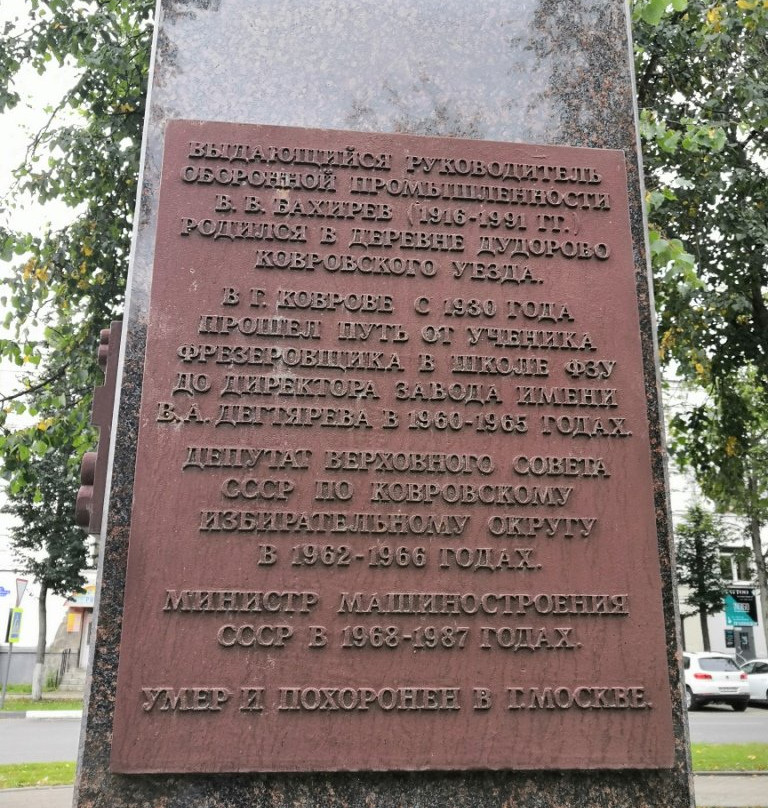 ВЫДАЮЩИЙСЯ РУКОВОДИТЕЛЬ
ОБОРОННОЙ ПРОМЫШЛЕННОСТИ
В. В. БАХИРЕВ (1916-1991 ГГ.)
РОДИЛСЯ В ДЕРЕВНЕ ДУДОРОВО
КОВРОВСКОГО УЕЗДА.
В Г. КОВРОВЕ С 1930 ГОДА
ПРОШЕЛ ПУТЬ ОТ УЧЕНИКА
ФРЕЗЕРОВЩИКА В ШКОЛЕ ФЗУ
ДО ДИРЕКТОРА ЗАВОДА ИМЕНИ
В.А. ДЕГТЯРЕВА В 1960-1965 ГОДАХ.
ДЕПУТАТ ВЕРХОВНОГО СОВЕТА
СССР ПО КОВРОВСКОМУ
ИЗБИРАТЕЛЬНОМУ ОКРУГУ
В 1962-1966 ГОДАХ.
МИНИСТР МАШИНОСТРОЕНИЯ
СССР В 1968-1987 ГОДАХ.
УМЕР И ПОХОРОНЕН В Г.МОСКВЕ.